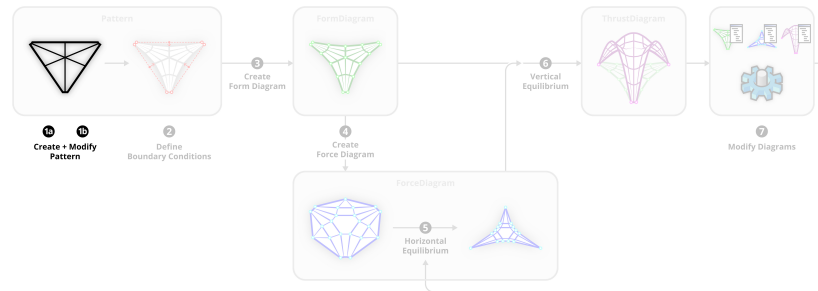 Pattern
FormDiagram
ThrustDiagram
3
Create
Form Diagram
6
Vertical
Equilibrium
1a 1b
Create + Modify
Pattern
2
Define
Boundary Conditions
4
Create
Force Diagram
7
Modify Diagrams
ForceDiagram
5
Horizontal
Equilibrium